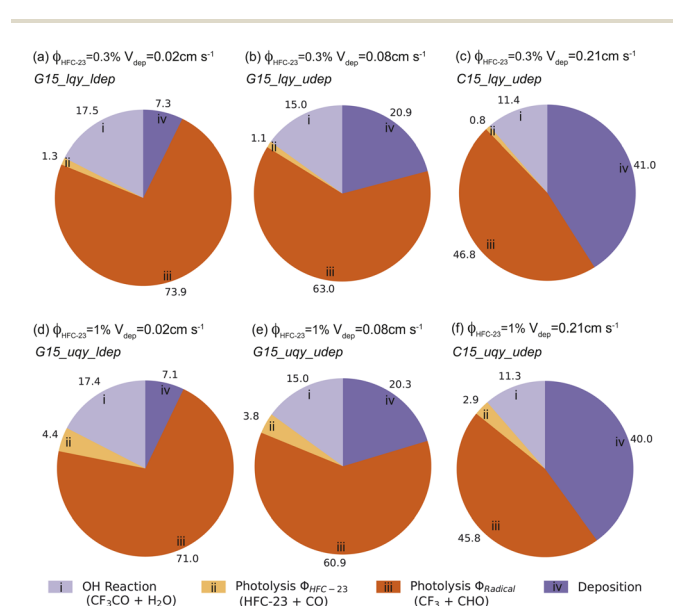 (a) ϕHFC-23=0.3% Vdep=0.02cm s-1
G15_lqy_ldep
(b) ϕHFC-23=0.3% Vdep=0.08cm s-1
G15_lqy_udep
(c) ϕHFC-23=0.3% Vdep=0.21cm s-1
C15_lqy_udep
17.5
7.3
i
iv
1.3
ii
iii
73.9
15.0
20.9
i
iv
1.1
ii
iii
63.0
11.4
0.8
i
ii
iv
41.0
iii
46.8
(d) ϕHFC-23=1% Vdep=0.02cm s-1
G15_uqy_ldep
(e) ϕHFC-23=1% Vdep=0.08cm s-1
G15_uqy_udep
(f) ϕHFC-23=1% Vdep=0.21cm s-1
C15_uqy_udep
17.4
7.1
i
iv
4.4
ii
iii
71.0
15.0
20.3
i
iv
3.8
ii
iii
60.9
11.3
2.9
i
ii
iv
40.0
iii
45.8
i OH Reaction
(CF3CO + H2O)
ii Photolysis ΦHFC−23
(HFC-23 + CO)
iii Photolysis ΦRadical
(CF3 + CHO)
iv Deposition